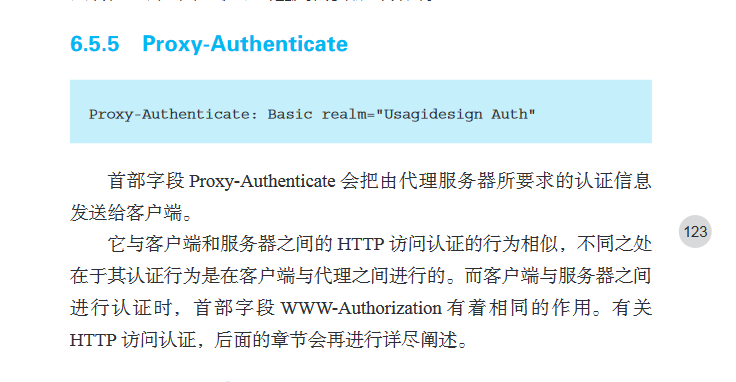 6.5.5 Proxy-Authenticate
Proxy-Authenticate: Basic realm="Usagidesign Auth"
首部字段 Proxy-Authenticate 会把由代理服务器所要求的认证信息
发送给客户端。
它与客户端和服务器之间的 HTTP 访问认证的行为相似，不同之处
在于其认证行为是在客户端与代理之间进行的。而客户端与服务器之间
进行认证时，首部字段 WWW-Authorization 有着相同的作用。有关
HTTP 访问认证，后面的章节会再进行详尽阐述。
123